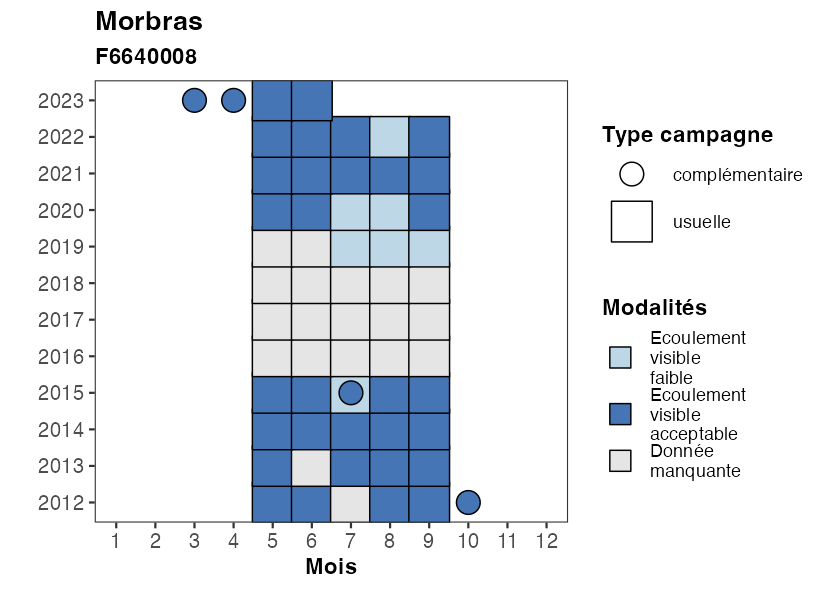 Morbras
F6640008
2023
2022
2021
2020
2019
2018
2017
2016
2015
2014
2013
2012
1 2 3 4 5 6 7 8 9 10 11 12
Mois
Type campagne
complémentaire
usuelle
Modalités
Ecoulement
visible
faible
Ecoulement
visible
acceptable
Donnée
manquante